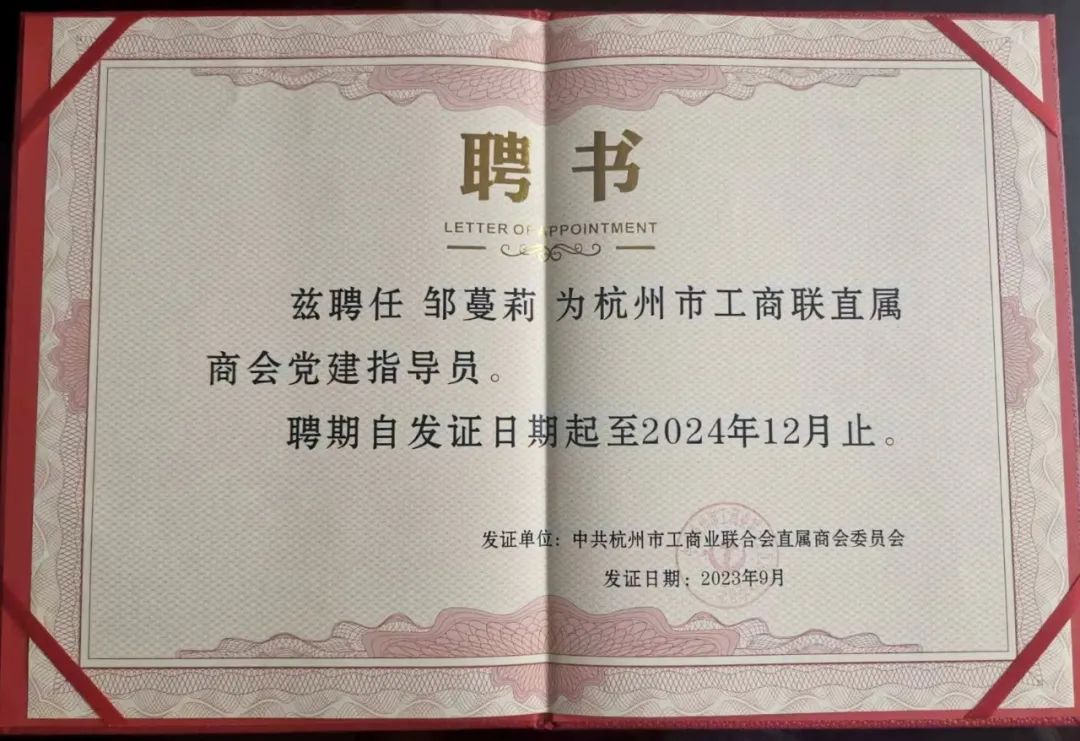 聘书
LETTER OF APPOINTMENT
兹聘任 邹蔓莉 为杭州市工商联直属
商会党建指导员。
聘期自发证日期起至2024年12月止。
发证单位：中共杭州市工商业联合会直属商会委员会
发证日期：2023年9月